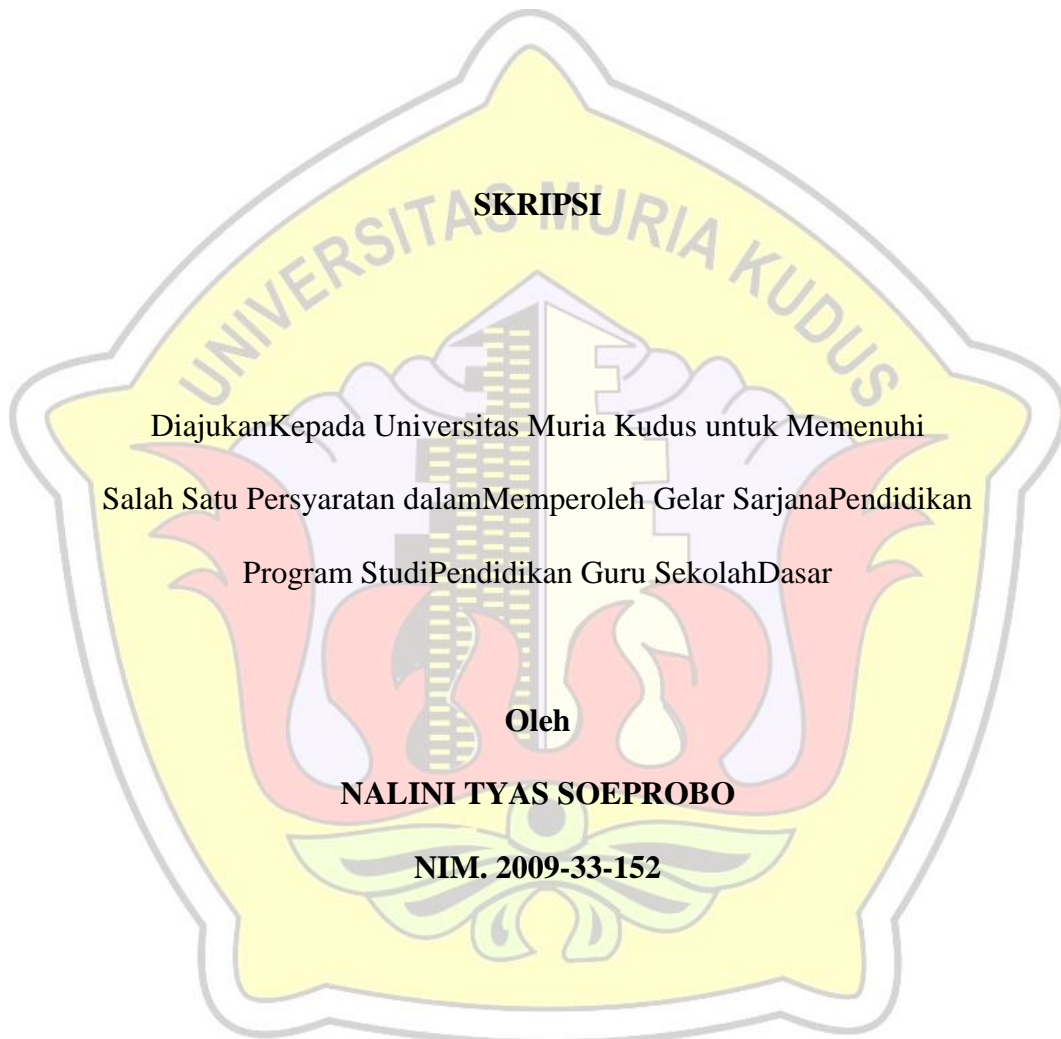 SKRIPSI
UNIVERSITAS MURIA KUDUS
DiajukanKepada Universitas Muria Kudus untuk Memenuhi
Salah Satu Persyaratan dalamMemperoleh Gelar SarjanaPendidikan
Program StudiPendidikan Guru SekolahDasar
Oleh
NALINI TYAS SOEPROBO
NIM. 2009-33-152